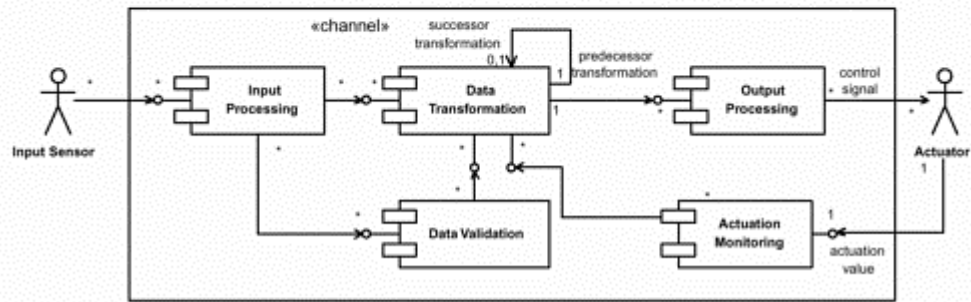 «channel»
successor
transformation
0,1
1
predecessor
transformation
control
signal
*
*
*
*
1
*
*
*
Input
Processing
Data
Transformation
Output
Processing
Input Sensor
Actuator
*
*
*
1
*
*
*
1
Data Validation
Actuation
Monitoring
actuation
value